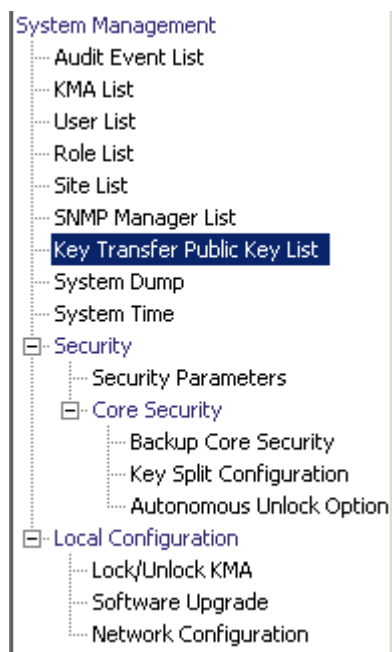 System Management
Audit Event List
KMA List
User List
Role List
Site List
SNMP Manager List
Key Transfer Public Key List
System Dump
System Time
Security
Security Parameters
Core Security
Backup Core Security
Key Split Configuration
Autonomous Unlock Option
Local Configuration
Lock/Unlock KMA
Software Upgrade
Network Configuration